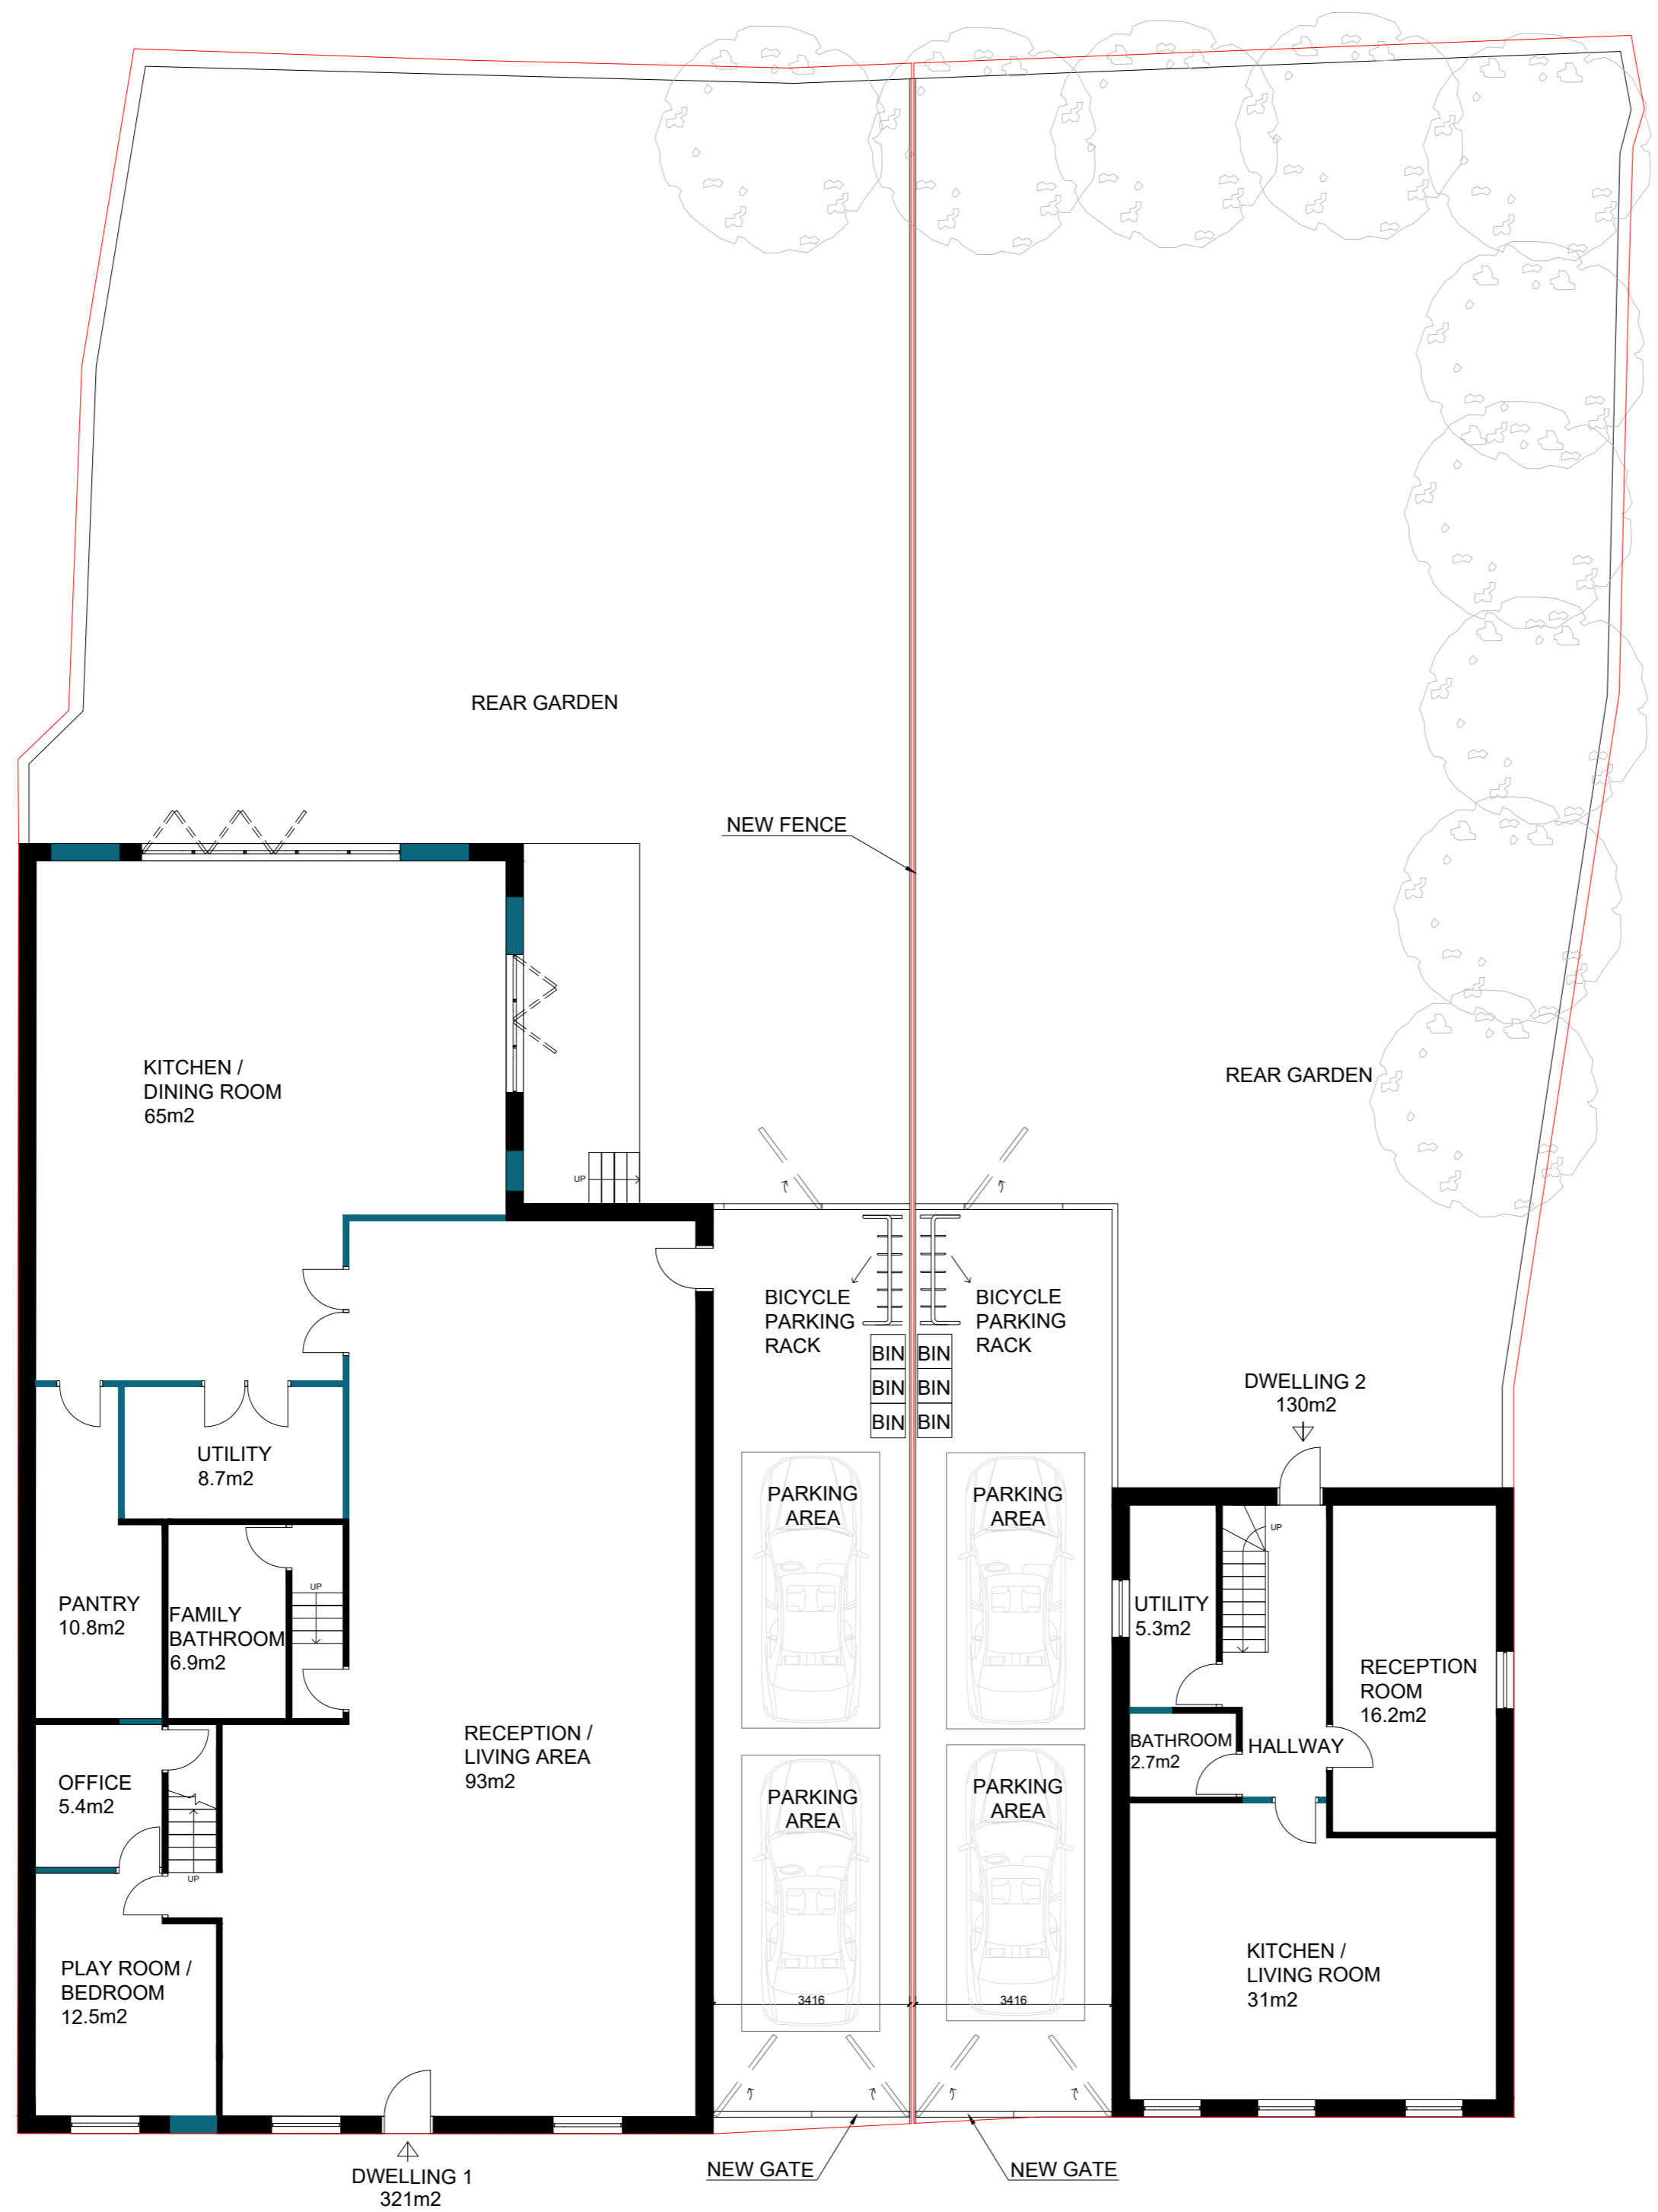 REAR GARDEN
NEW FENCE
KITCHEN /
DINING ROOM
65m2
REAR GARDEN
UP
BICYCLE
PARKING
RACK
BICYCLE
PARKING
RACK
BIN
BIN
BIN
BIN
BIN
BIN
DWELLING 2
130m2
UTILITY
8.7m2
PARKING
AREA
PARKING
AREA
UP
UP
PANTRY
10.8m2
FAMILY
BATHROOM
6.9m2
UTILITY
5.3m2
RECEPTION
ROOM
16.2m2
RECEPTION /
LIVING AREA
93m2
BATHROOM
2.7m2
HALLWAY
OFFICE
5.4m2
PARKING
AREA
PARKING
AREA
UP
PLAY ROOM /
BEDROOM
12.5m2
KITCHEN /
LIVING ROOM
31m2
3416
3416
NEW GATE
NEW GATE
DWELLING 1
321m2